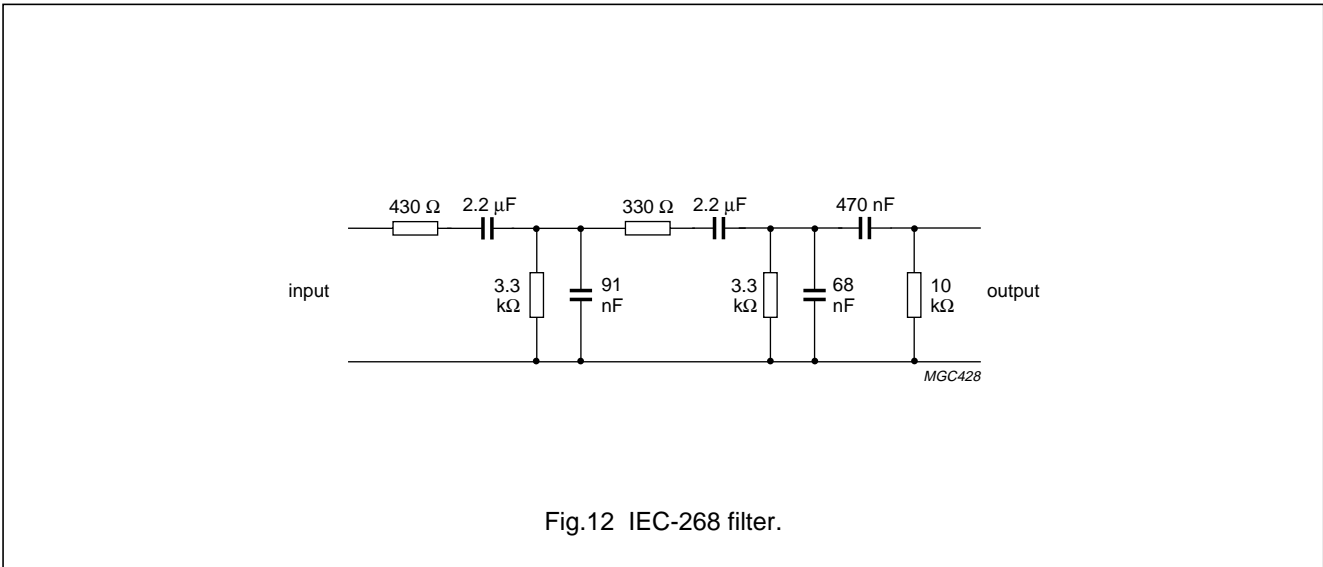 430 Ω
2.2 μF
330 Ω
2.2 μF
470 nF
input
3.3
kΩ
91
nF
3.3
kΩ
68
nF
10
kΩ
output
MGC428
Fig.12 IEC-268 filter.